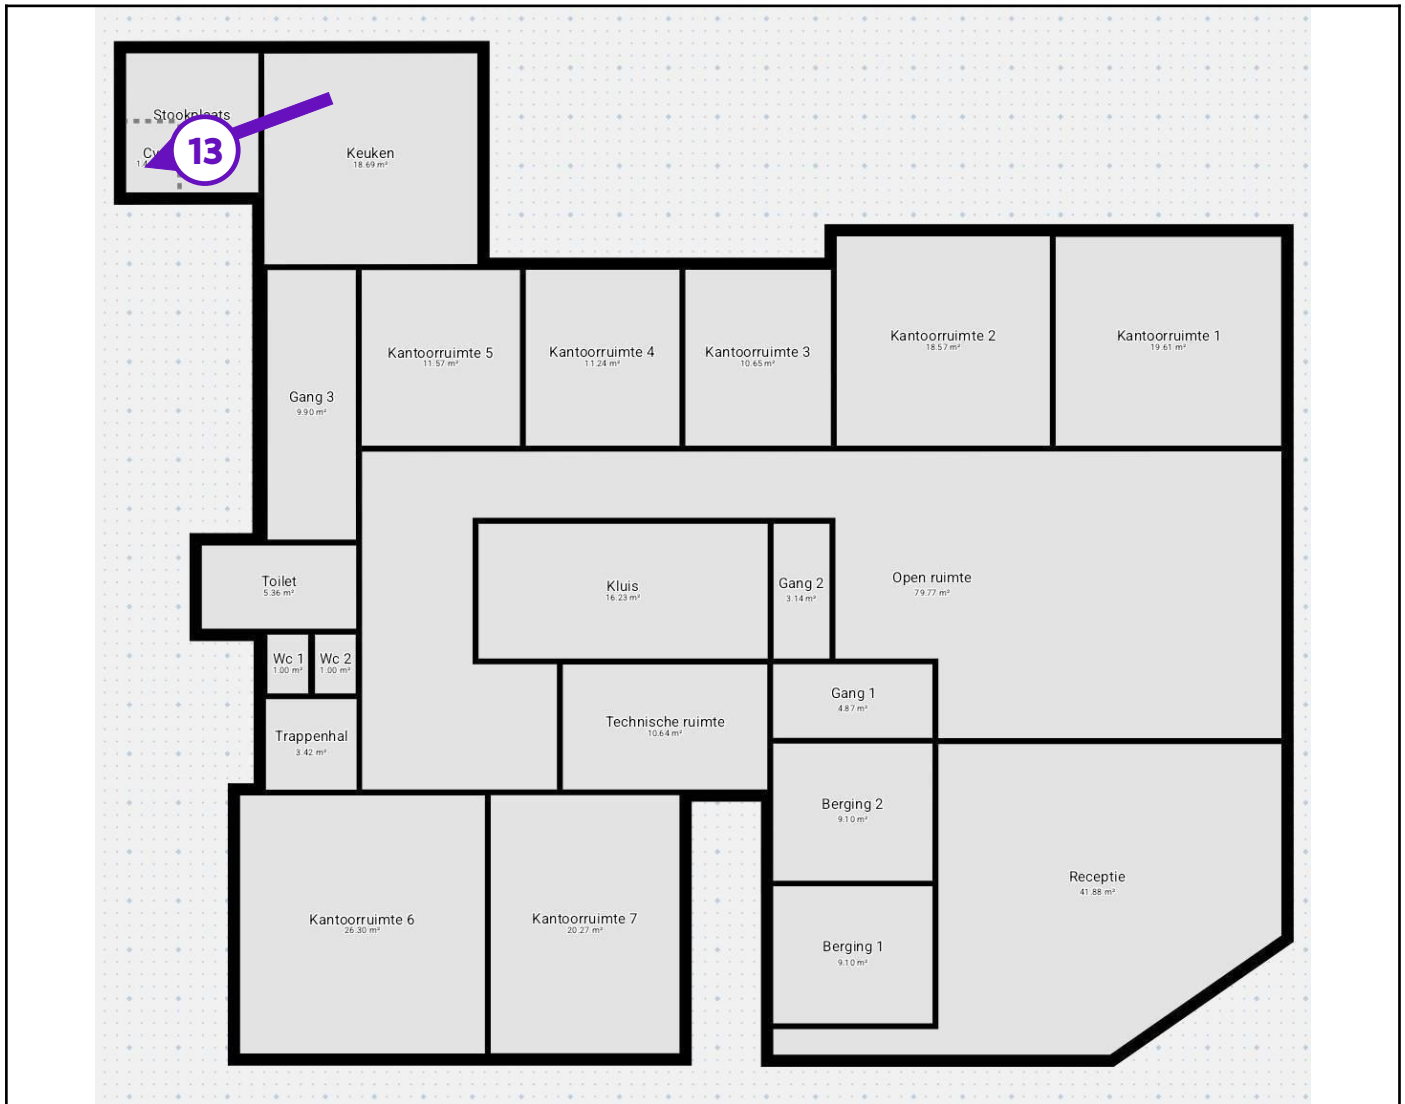 Stookplaats
13
Keuken
18.69 m²
Kantoorruimte 2
18.57 m²
Kantoorruimte 1
19.61 m²
Kantoorruimte 5
11.57 m²
Kantoorruimte 4
11.24 m²
Kantoorruimte 3
10.65 m²
Gang 3
9.90 m²
Toilet
5.36 m²
Kluis
16.23 m²
Gang 2
3.14 m²
Open ruimte
79.77 m²
Wc 1
1.00 m²
Wc 2
1.00 m²
Gang 1
4.87 m²
Technische ruimte
10.64 m²
Trappenhal
3.42 m²
Berging 2
9.10 m²
Receptie
41.88 m²
Kantoorruimte 6
26.30 m²
Kantoorruimte 7
20.27 m²
Berging 1
9.10 m²